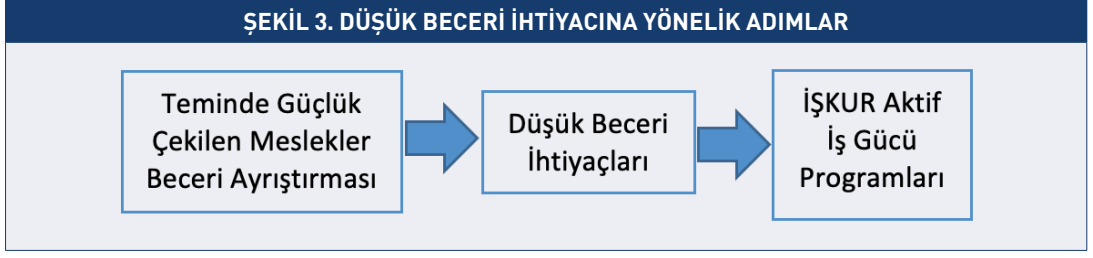 ŞEKİL 3. DÜŞÜK BECERİ İHTİYACINA YÖNELİK ADIMLAR
Teminde Güçlük
Çekilen Meslekler
Beceri Ayrıştırması
Düşük Beceri
İhtiyaçları
İŞKUR Aktif
İş Gücü
Programları